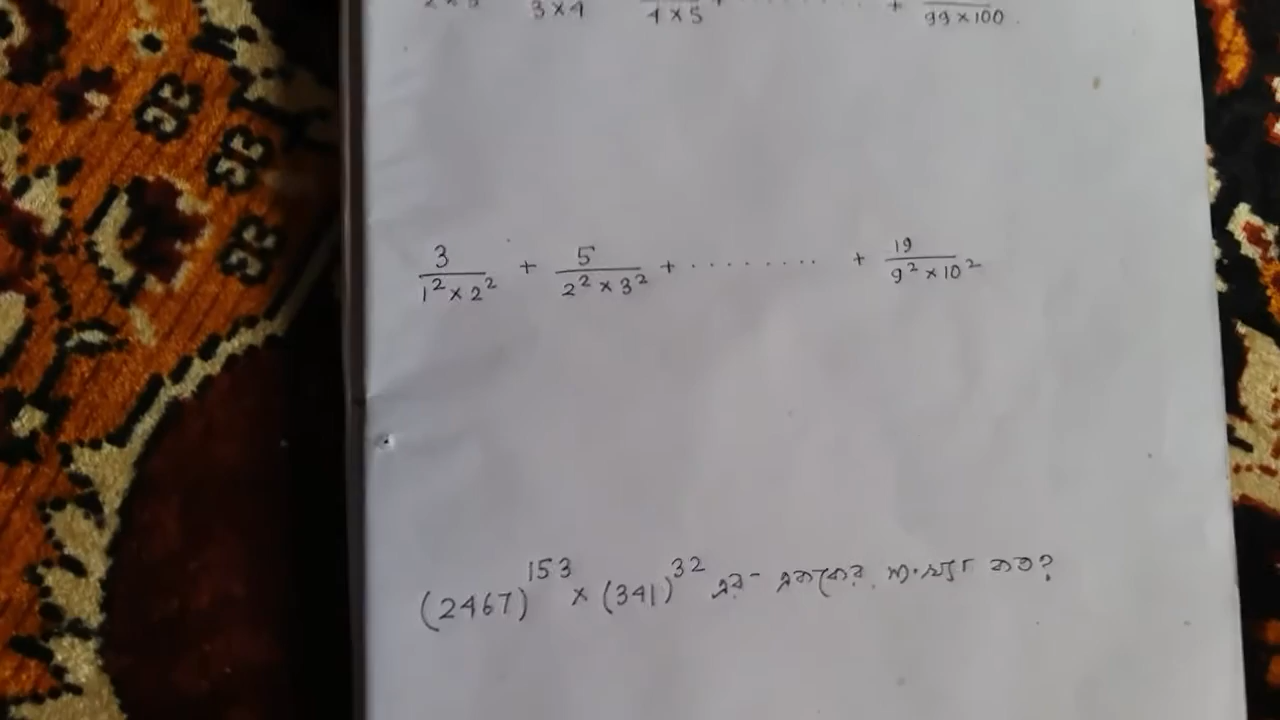 3×4 4×5 + . . . . . . . . + 99×100 .
3/(1²×2²) + 5/(2²×3²) + . . . . . . . . + 19/(9²×10²)
(2467)^153 × (341)^32 এর একক কত?